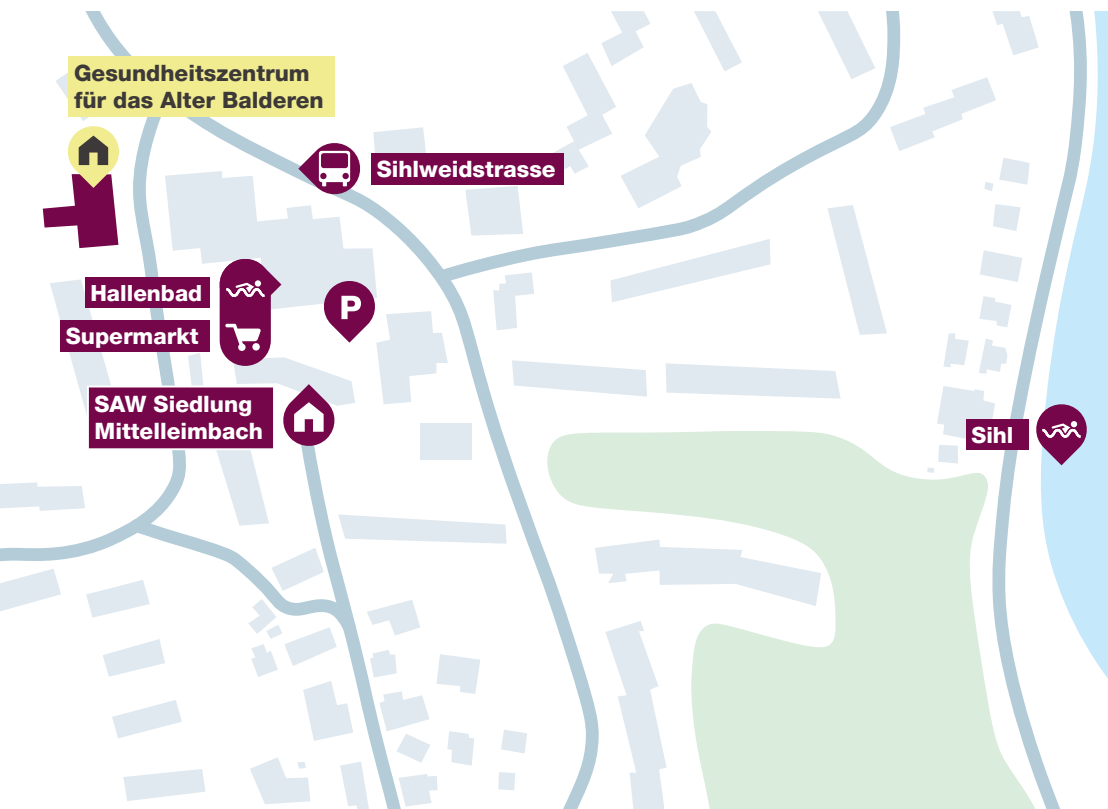 Gesundheitszentrum
für das Alter Balderen
Sihlweidstrasse
Hallenbad
P
Supermarkt
SAW Siedlung
Mittelleimbach
Sihl